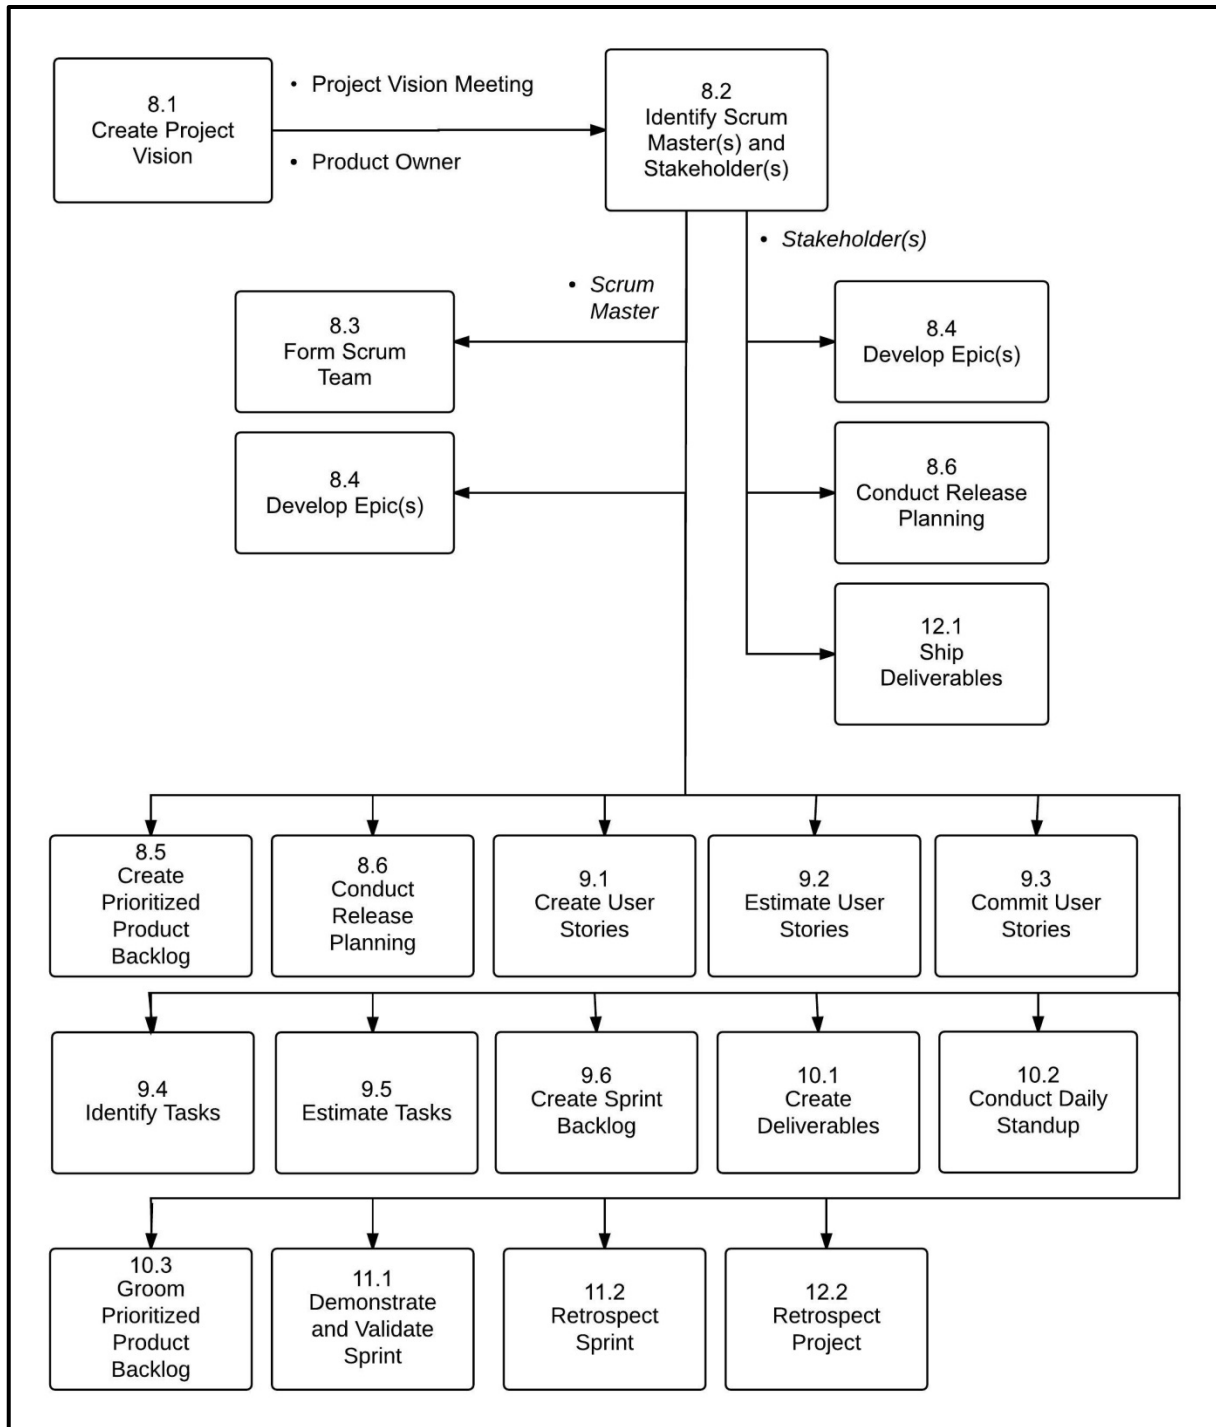 8.1
Create Project
Vision
• Project Vision Meeting
• Product Owner
8.2
Identify Scrum
Master(s) and
Stakeholder(s)
• Stakeholder(s)
• Scrum
Master
8.3
Form Scrum
Team
8.4
Develop Epic(s)
8.4
Develop Epic(s)
8.6
Conduct Release
Planning
12.1
Ship
Deliverables
8.5
Create
Prioritized
Product
Backlog
8.6
Conduct
Release
Planning
9.1
Create User
Stories
9.2
Estimate User
Stories
9.3
Commit User
Stories
9.4
Identify Tasks
9.5
Estimate Tasks
9.6
Create Sprint
Backlog
10.1
Create
Deliverables
10.2
Conduct Daily
Standup
10.3
Groom
Prioritized
Product
Backlog
11.1
Demonstrate
and Validate
Sprint
11.2
Retrospect
Sprint
12.2
Retrospect
Project